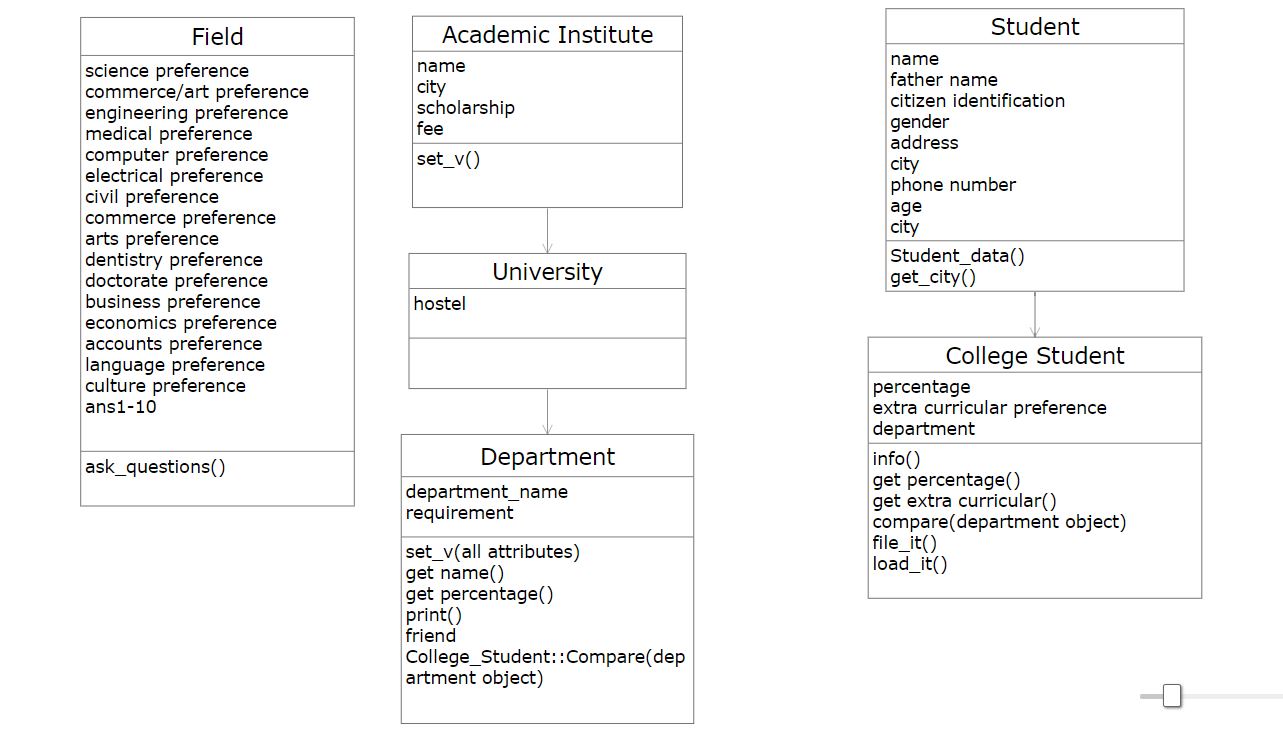 Field
science preference
commerce/art preference
engineering preference
medical preference
computer preference
electrical preference
civil preference
commerce preference
arts preference
dentistry preference
doctorate preference
business preference
economics preference
accounts preference
language preference
culture preference
ans1-10
ask_questions()
Academic Institute
name
city
scholarship
fee
set_v()
University
hostel
Department
department_name
requirement
set_v(all attributes)
get name()
get percentage()
print()
friend
College_Student::Compare(dep
artment object)
Student
name
father name
citizen identification
gender
address
city
phone number
age
city
Student_data()
get_city()
College Student
percentage
extra curricular preference
department
info()
get percentage()
get extra curricular()
compare(department object)
file_it()
load_it()